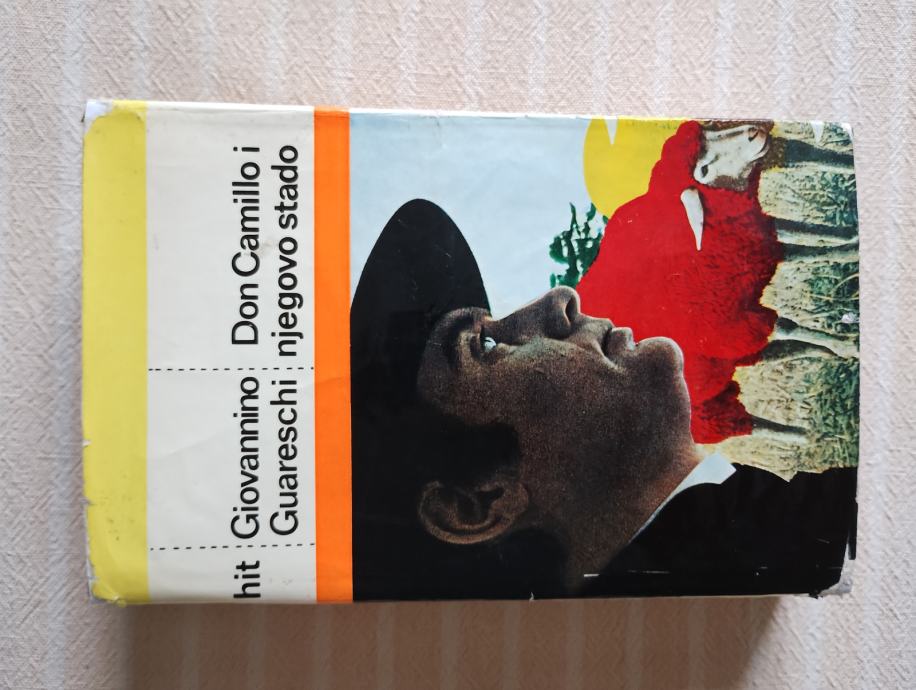 hit
Giovannino
Guareschi
Don Camillo i
njegovo stado